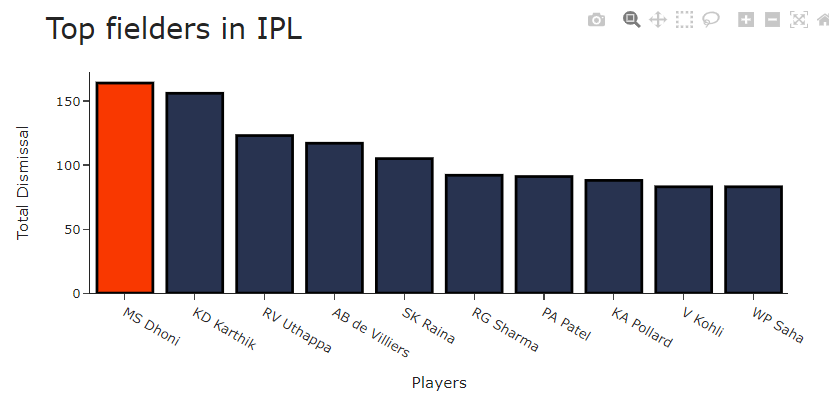 Top fielders in IPL
Total Dismissal
150
100
50
0
MS Dhoni
KD Karthik
RV Uthappa
AB de Villiers
SK Raina
RG Sharma
PA Patel
KA Pollard
V Kohli
WP Saha
Players